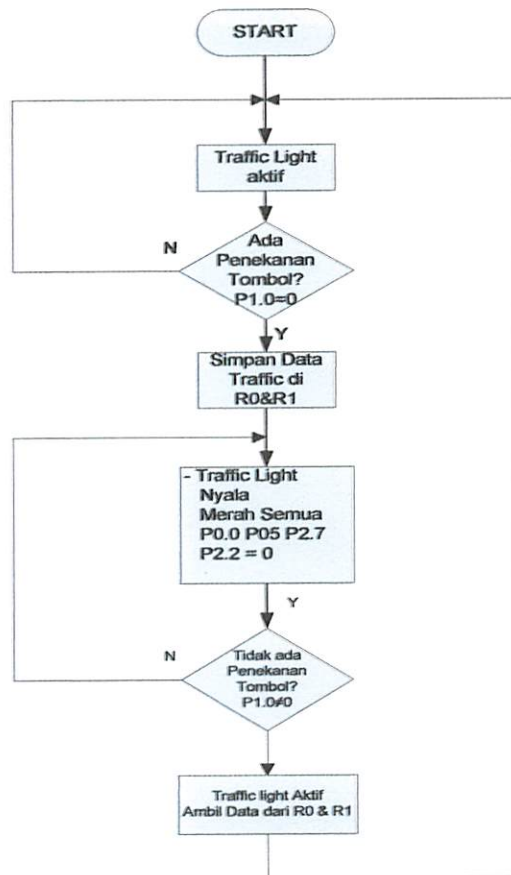 START
Traffic Light
aktif
N
Ada
Penekanan
Tombol?
P1.0=0
Y
Simpan Data
Traffic di
R0&R1
- Traffic Light
Nyala
Merah Semua
P0.0 P05 P2.7
P2.2 = 0
Y
N
Tidak ada
Penekanan
Tombol?
P1.0≠0
Traffic light Aktif
Ambil Data dari R0 & R1